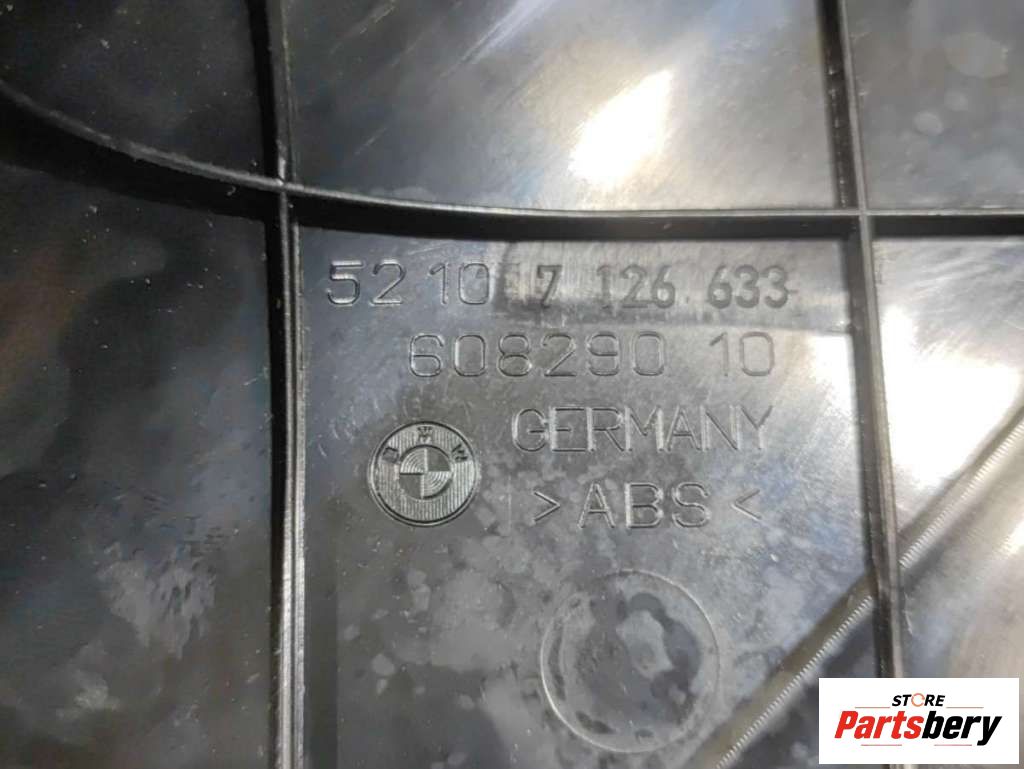 52 10 7 126 633
608290 10
GERMANY
BMW
> ABS <
STORE
Partsbery